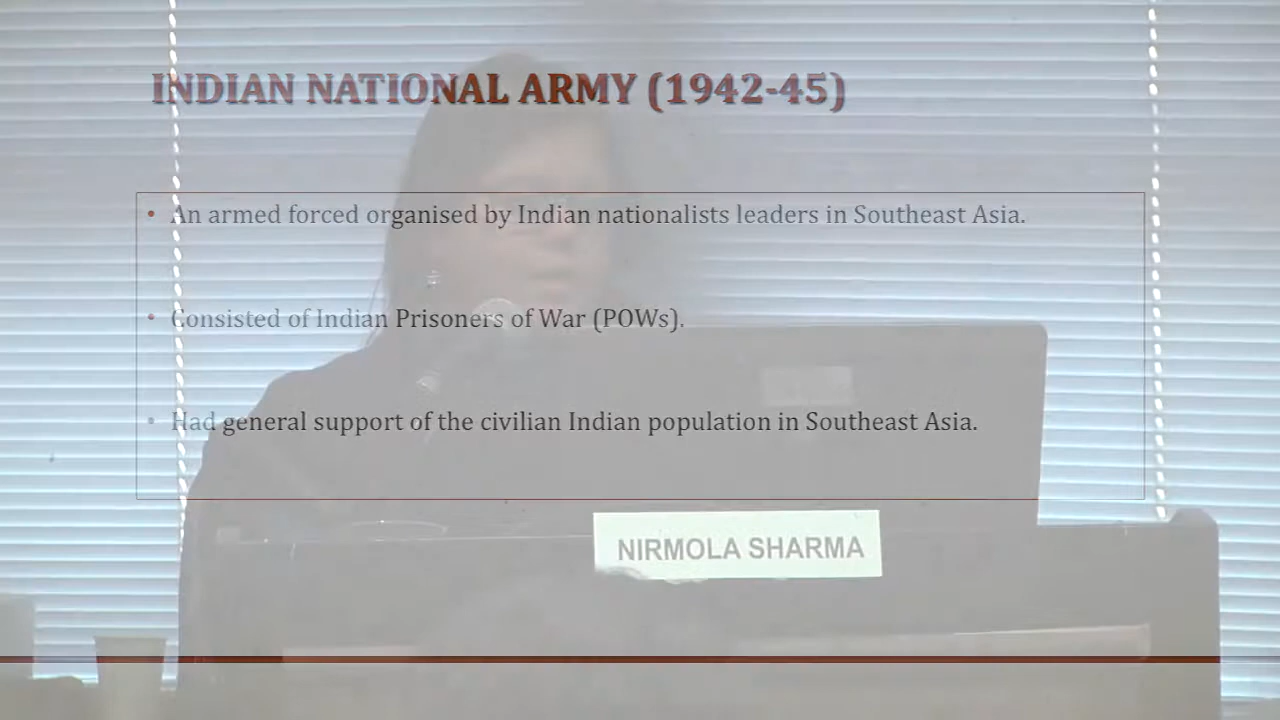 INDIAN NATIONAL ARMY (1942-45)
• An armed forced organised by Indian nationalists leaders in Southeast Asia.
• Consisted of Indian Prisoners of War (POWs).
• Had general support of the civilian Indian population in Southeast Asia.
NIRMOLA SHARMA